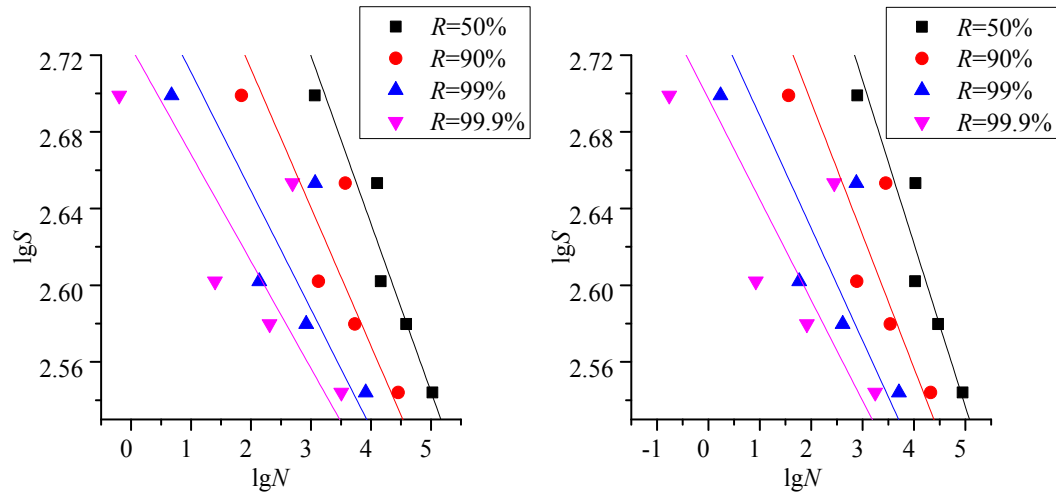 R=50%
R=90%
R=99%
R=99.9%
2.72
2.68
2.64
2.60
2.56
lgS
0 1 2 3 4 5
lgN
R=50%
R=90%
R=99%
R=99.9%
2.72
2.68
2.64
2.60
2.56
lgS
-1 0 1 2 3 4 5
lgN